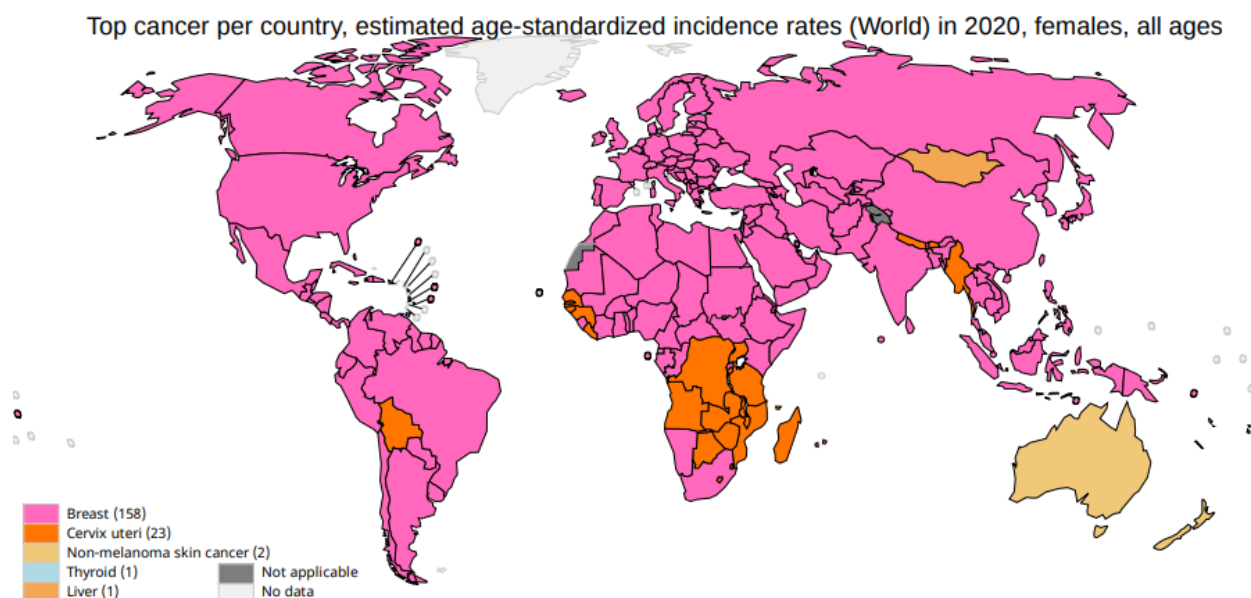 Top cancer per country, estimated age-standardized incidence rates (World) in 2020, females, all ages
Breast (158)
Cervix uteri (23)
Non-melanoma skin cancer (2)
Thyroid (1)
Liver (1)
Not applicable
No data